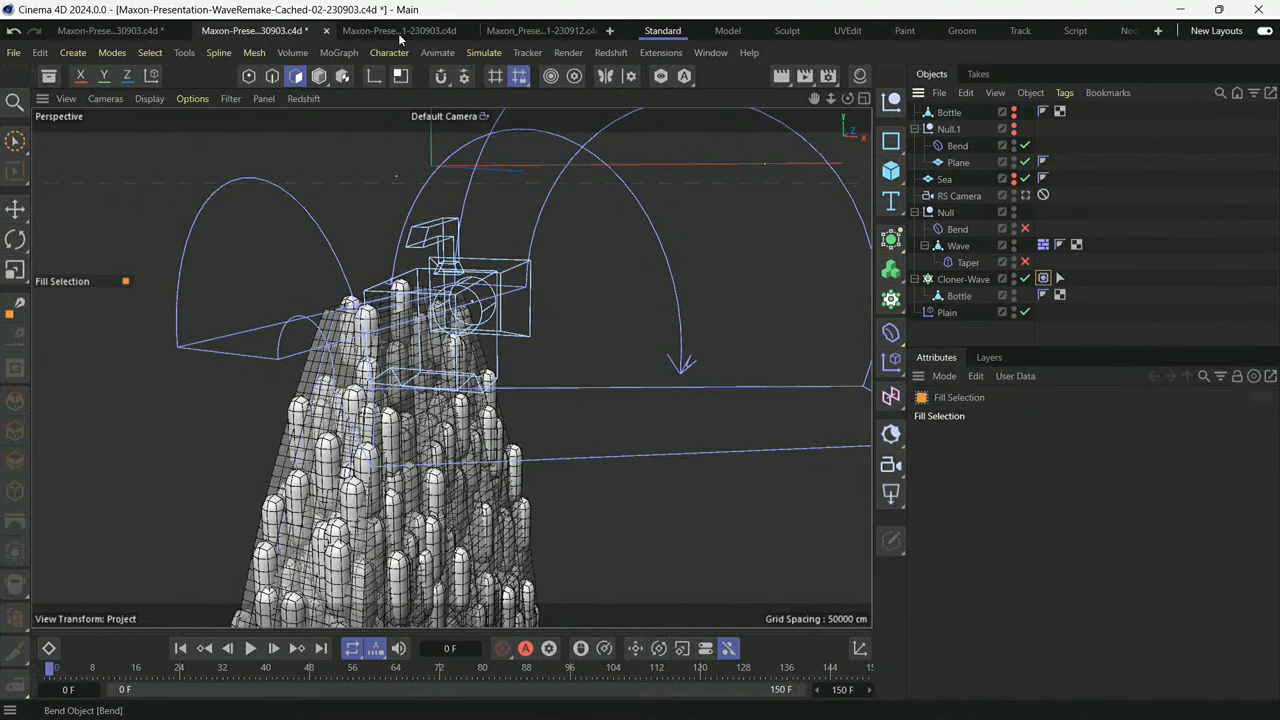 Cinema 4D 2024.0.0 - [Maxon-Presentation-WaveRemake-Cached-02-230903.c4d *] - Main
Maxon-Prese...30903.c4d *
Maxon-Prese...30903.c4d *
Maxon-Prese...1-230903.c4d
Maxon-Prese...1-230912.c4d
Standard
Model
Sculpt
UVEdit
Paint
Groom
Track
Script
New Layouts
File Edit Create Modes Select Tools Spline Mesh Volume MoGraph Character Animate Simulate Tracker Render Redshift Extensions Window Help
X Y Z
Objects Takes
View Cameras Display Options Filter Panel Redshift
File Edit View Object Tags Bookmarks
Perspective
Default Camera
Y
Z
X
Bottle
Null.1
Bend
Plane
Sea
RS Camera
Null
Bend
Wave
Taper
Cloner-Wave
Bottle
Plain
Fill Selection
Attributes Layers
Mode Edit User Data
Fill Selection
Fill Selection
View Transform: Project
Grid Spacing : 50000 cm
0 F
0 8 16 24 32 40 48 56 64 72 80 88 96 104 112 120 128 136 144 15
0 F
0 F
150 F
150 F
Bend Object [Bend]